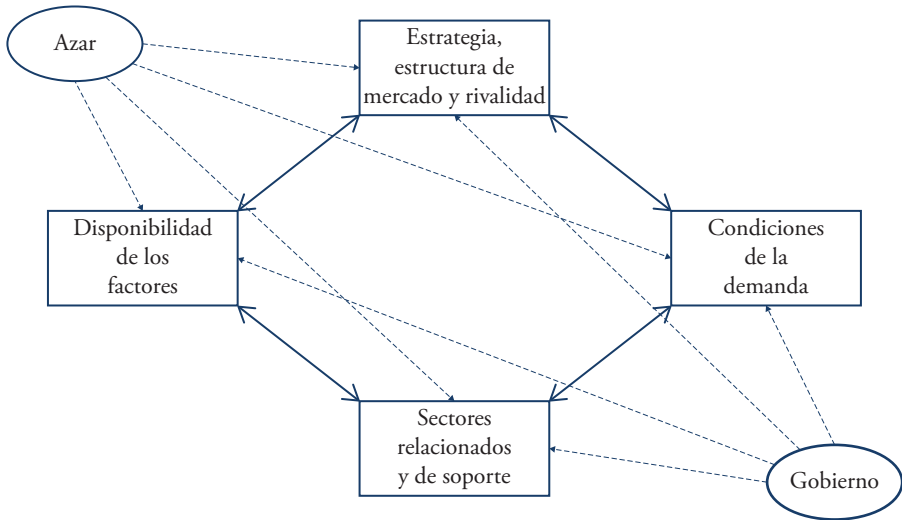 Azar
Estrategia,
estructura de
mercado y rivalidad
Disponibilidad
de los
factores
Condiciones
de la
demanda
Sectores
relacionados
y de soporte
Gobierno